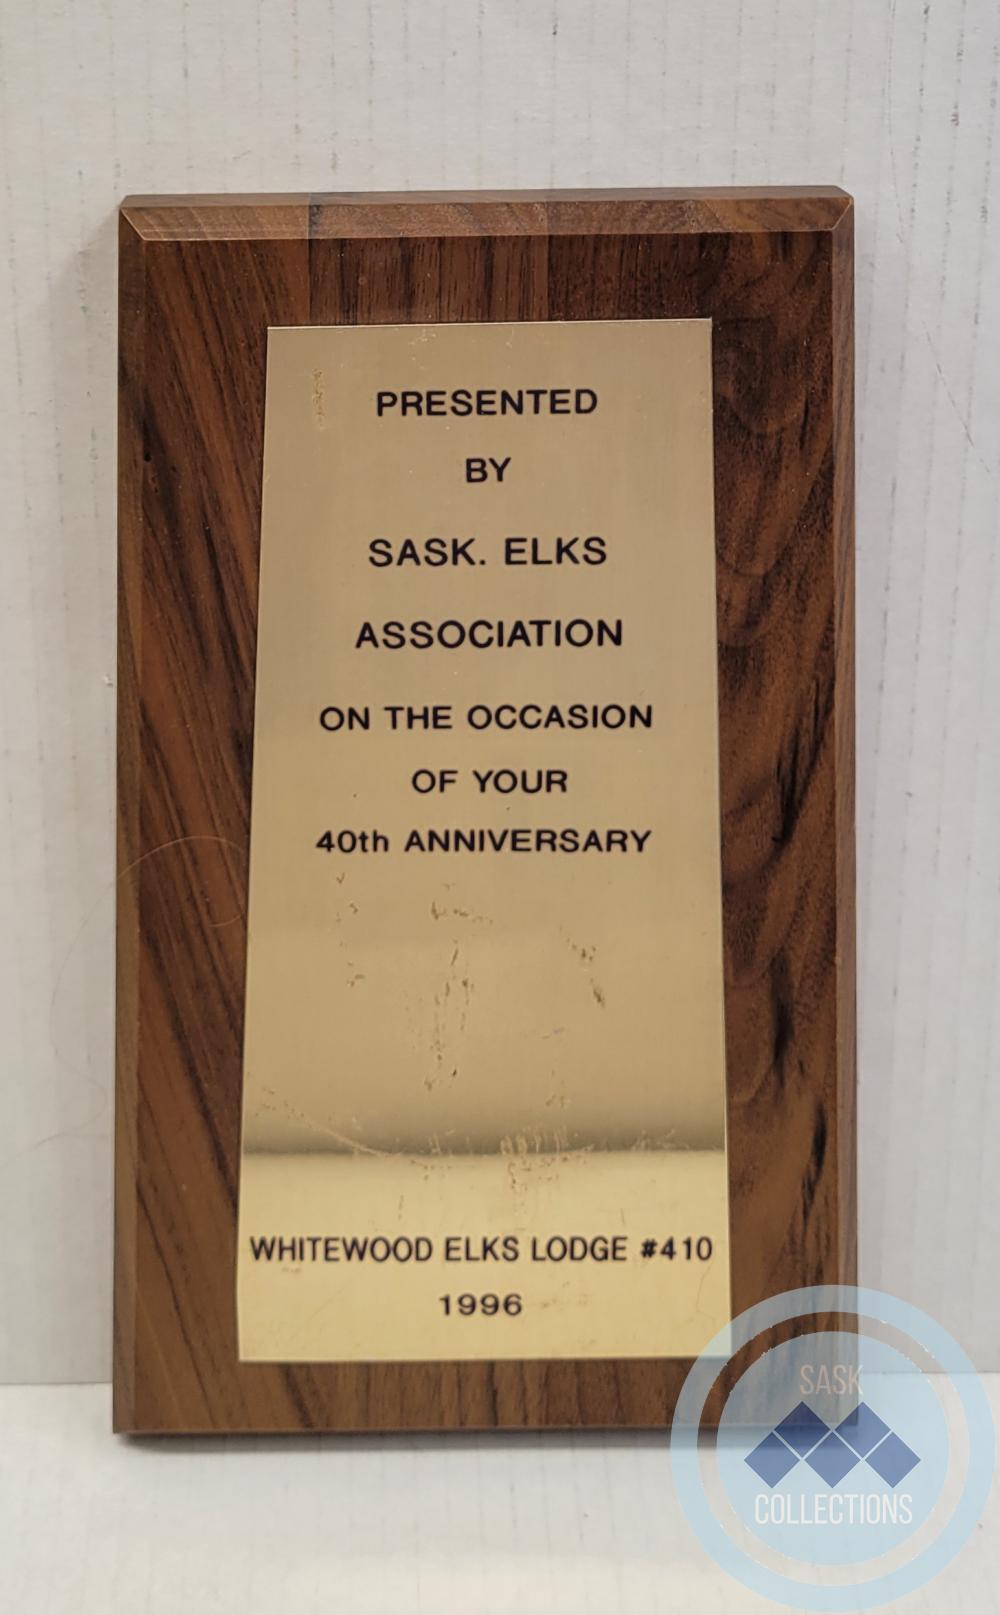 PRESENTED
BY
SASK. ELKS
ASSOCIATION
ON THE OCCASION
OF YOUR
40th ANNIVERSARY
WHITEWOOD ELKS LODGE #410
1996
SASK
COLLECTIONS